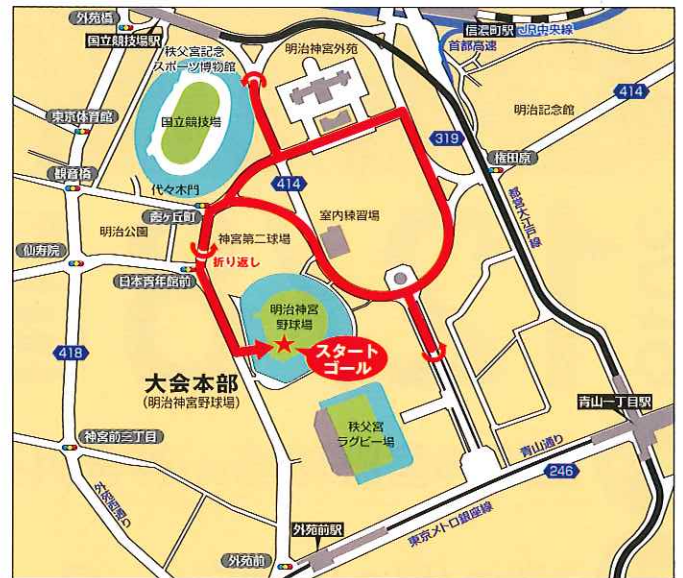 外苑橋
国立競技場駅
秩父宮記念
スポーツ博物館
明治神宮外苑
信濃町駅
JR中央線
首都高速
414
明治記念館
国立競技場
東京体育館
319
権田原
観音橋
代々木門
414
都営大江戸線
霞ヶ丘町
明治公園
神宮第二球場
室内練習場
仙寿院
折り返し
日本青年館前
明治神宮
野球場
スタート
ゴール
418
大会本部
(明治神宮野球場)
秩父宮
ラグビー場
青山一丁目駅
神宮前三丁目
青山通り
246
外苑西通り
外苑前駅
東京メトロ銀座線
外苑前